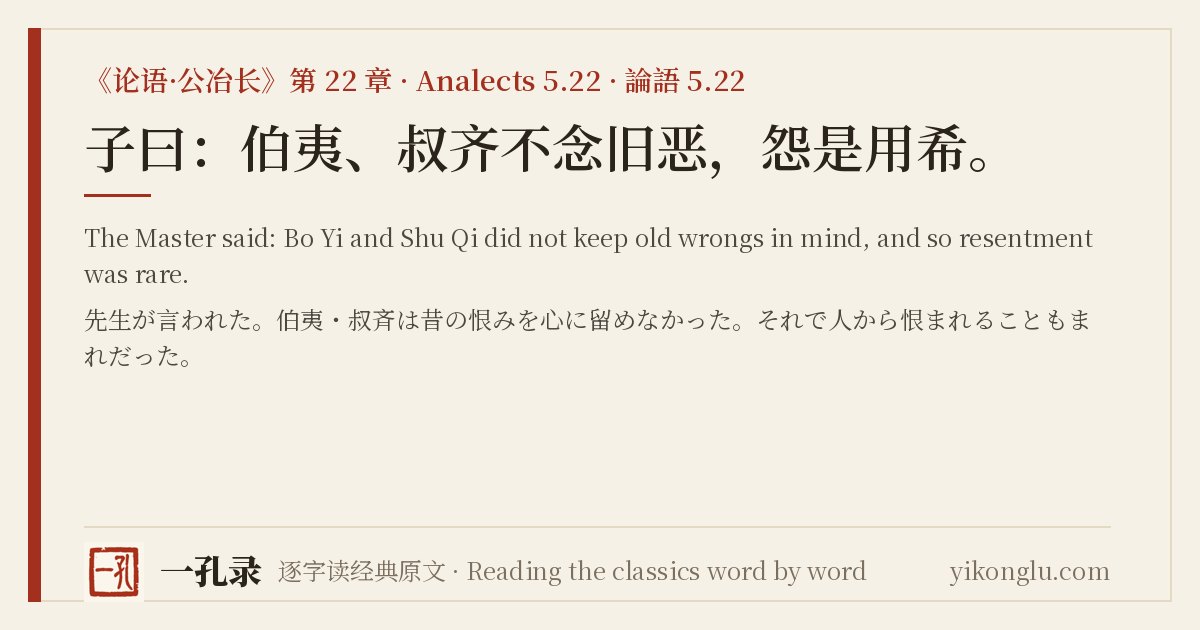 《论语·公冶长》第 22 章 · Analects 5.22 · 論語 5.22
子曰：伯夷、叔齐不念旧恶，怨是用希。
The Master said: Bo Yi and Shu Qi did not keep old wrongs in mind, and so resentment
was rare.
先生が言われた。伯夷・叔斉は昔の恨みを心に留めなかった。それで人から恨まれることもま
れだった。
一孔
一孔录 逐字读经典原文 · Reading the classics word by word yikonglu.com